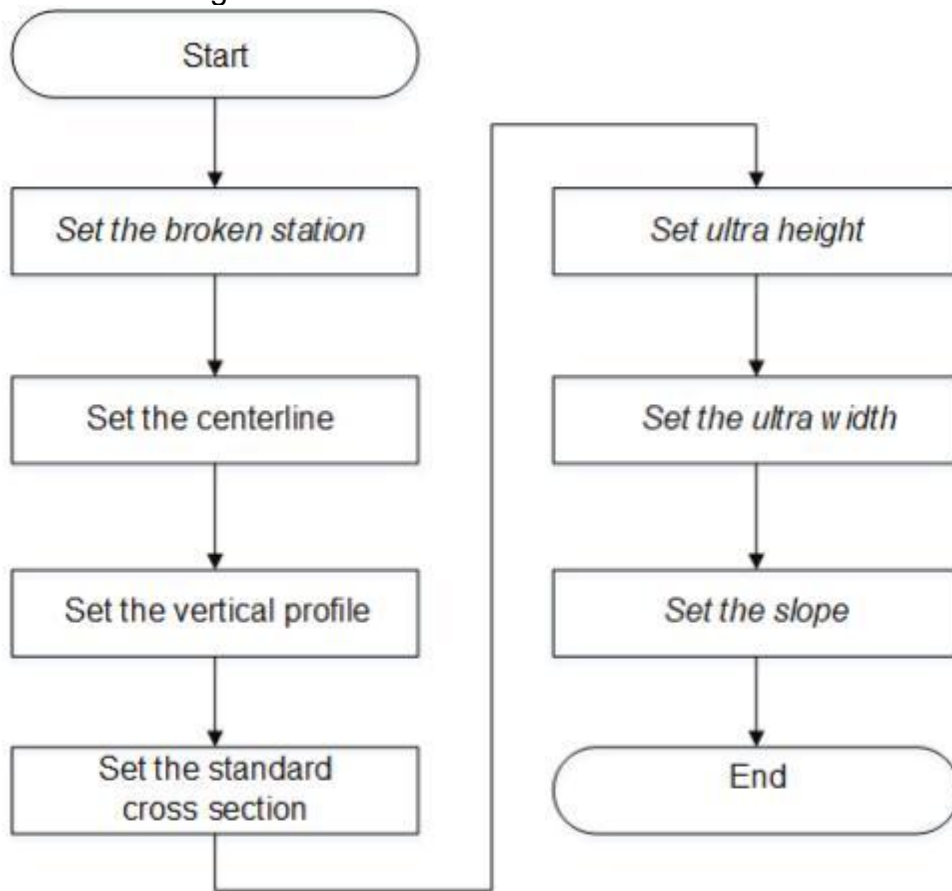 Start
Set the broken station
Set the centerline
Set the vertical profile
Set the standard
cross section
Set ultra height
Set the ultra width
Set the slope
End